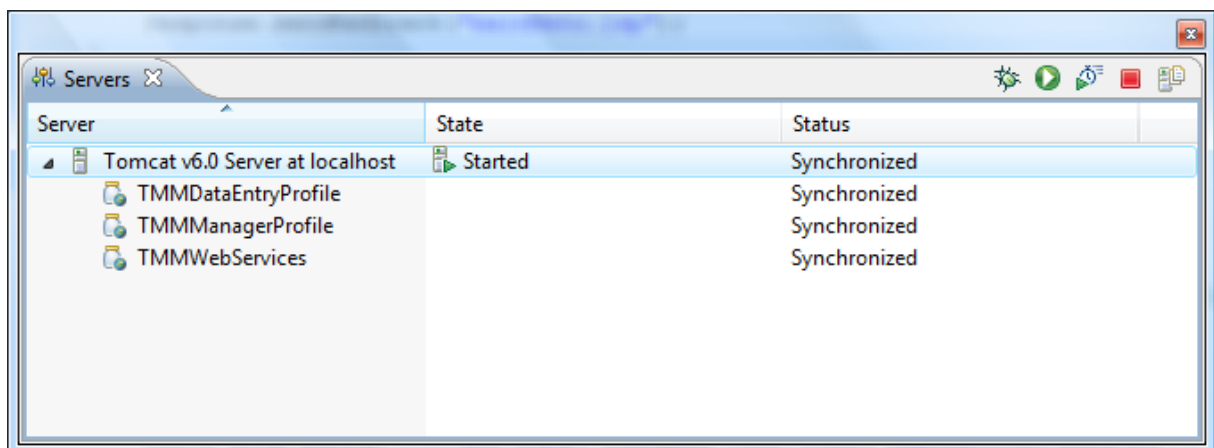 Servers
Server State Status
Tomcat v6.0 Server at localhost Started Synchronized
TMMDataEntryProfile Synchronized
TMMManagerProfile Synchronized
TMMWebServices Synchronized